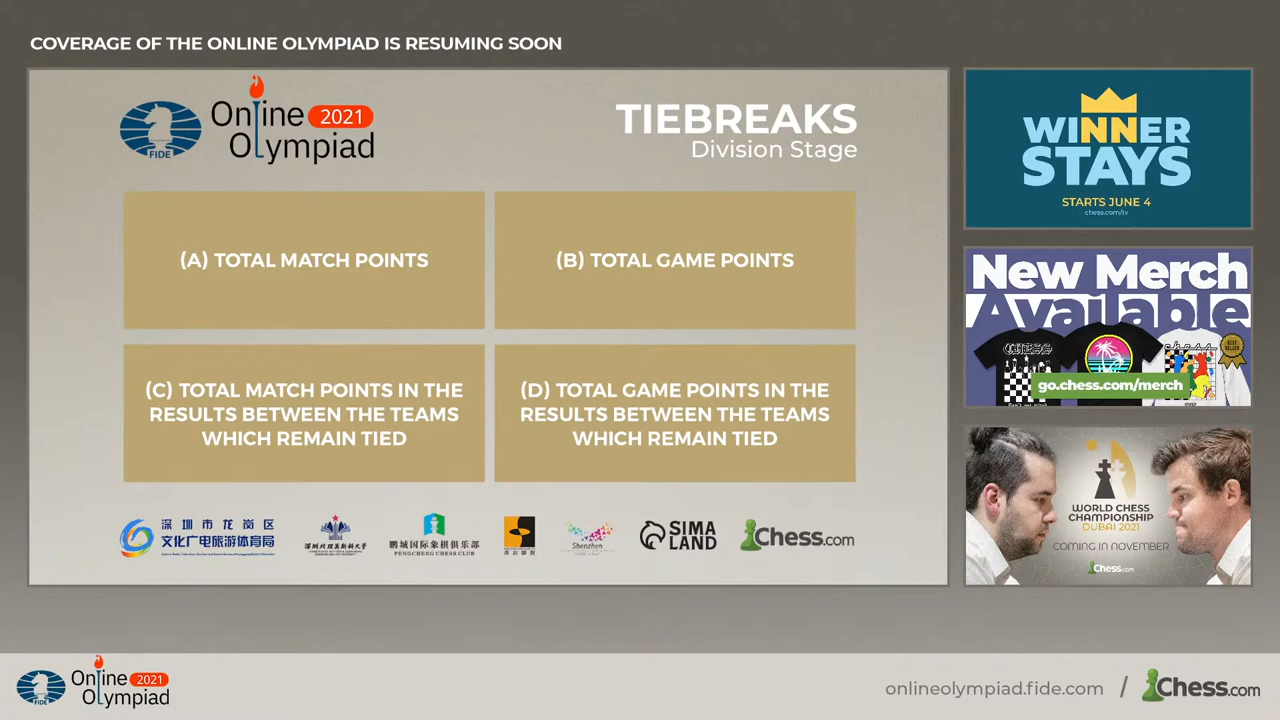 COVERAGE OF THE ONLINE OLYMPIAD IS RESUMING SOON
FIDE
Online 2021
Olympiad
TIEBREAKS
Division Stage
(A) TOTAL MATCH POINTS
(B) TOTAL GAME POINTS
(C) TOTAL MATCH POINTS IN THE
RESULTS BETWEEN THE TEAMS
WHICH REMAIN TIED
(D) TOTAL GAME POINTS IN THE
RESULTS BETWEEN THE TEAMS
WHICH REMAIN TIED
深圳市龙岗区
文化广电旅游体育局
鹏城国际象棋俱乐部
PENGCHENG CHESS CLUB
Shenzhen
SIMA
LAND
Chess.com
WINNER
STAYS
STARTS JUNE 4
chess.com/tv
New Merch
Available
BEST
SELLER
go.chess.com/merch
WORLD CHESS
CHAMPIONSHIP
DUBAI 2021
COMING IN NOVEMBER
Chess.com
FIDE
Online 2021
Olympiad
onlineolympiad.fide.com / Chess.com